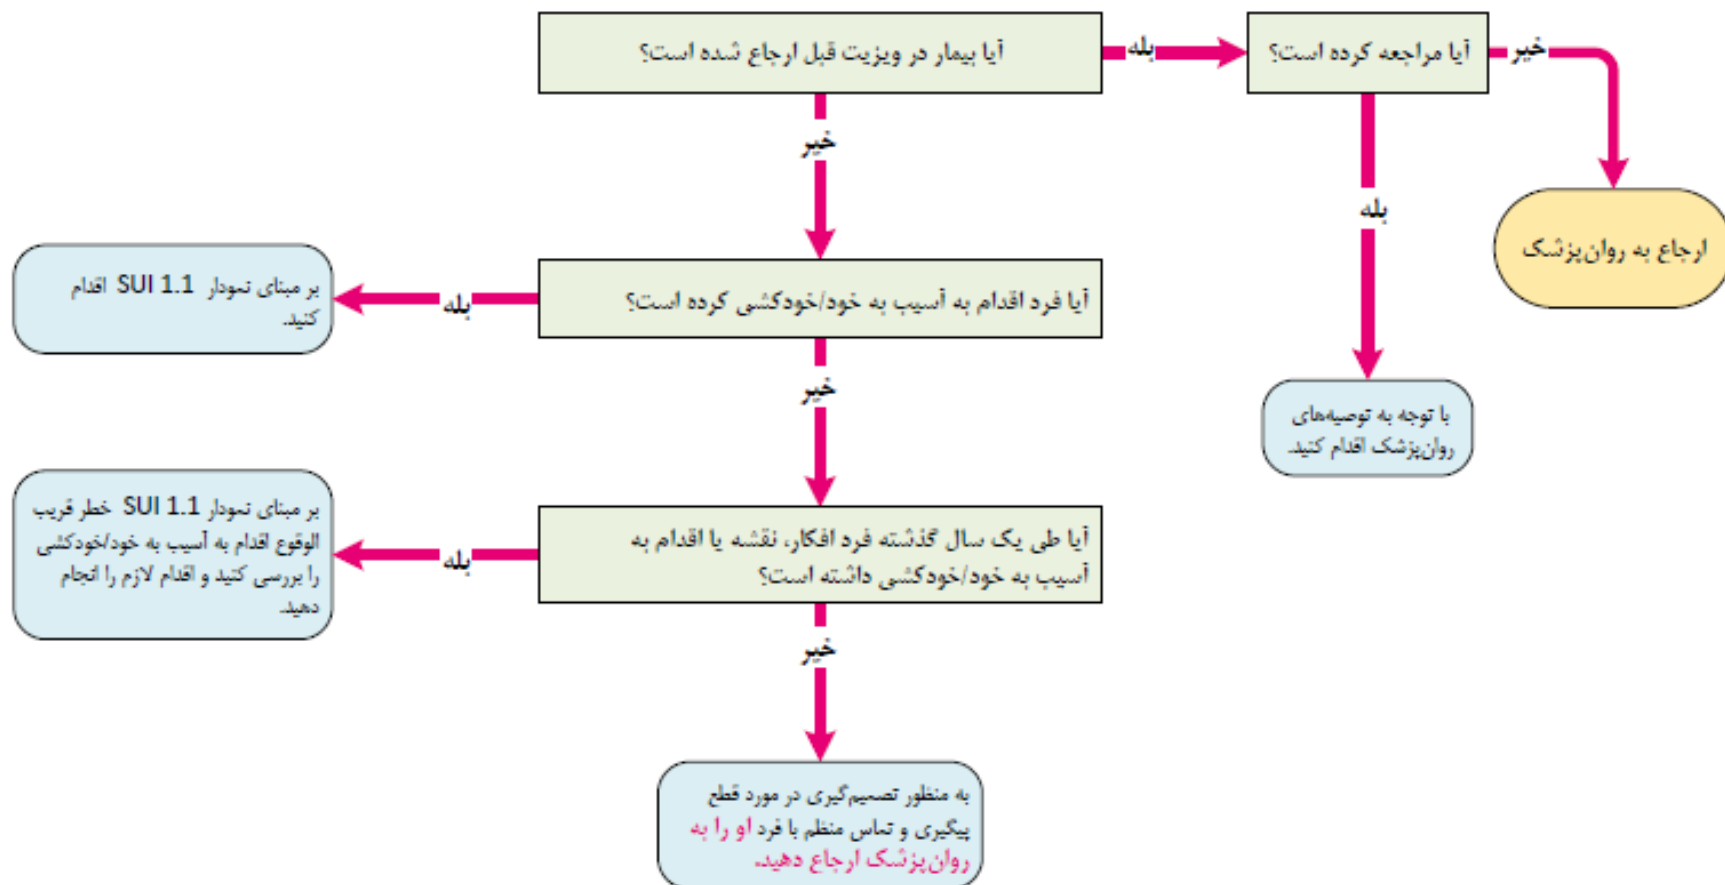 آیا بیمار در ویزیت قبل ارجاع شده است؟
بله
آیا مراجعه کرده است؟
خیر
ارجاع به روان‌پزشک
بله
با توجه به توصیه‌های
روان‌پزشک اقدام کنید.
خیر
آیا فرد اقدام به آسیب به خود/خودکشی کرده است؟
بله
بر مبنای نمودار SUI 1.1 اقدام
کنید.
خیر
آیا طی یک سال گذشته فرد افکار، نقشه یا اقدام به
آسیب به خود/خودکشی داشته است؟
بله
بر مبنای نمودار SUI 1.1 خطر قریب
الوقوع اقدام به آسیب به خود/خودکشی
را بررسی کنید و اقدام لازم را انجام
دهید.
خیر
به منظور تصمیم‌گیری در مورد قطع
پیگیری و تماس منظم با فرد او را به
روان‌پزشک ارجاع دهید.